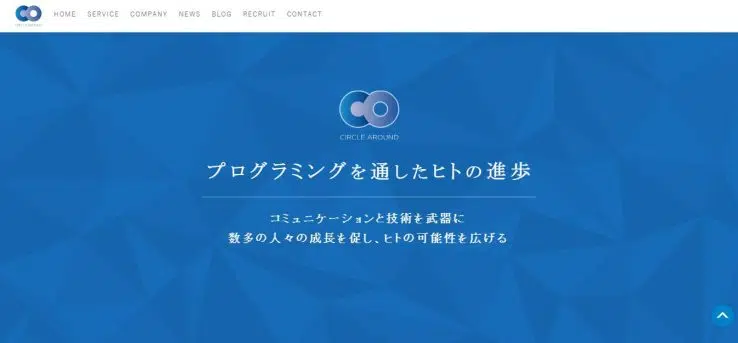 HOME SERVICE COMPANY NEWS BLOG RECRUIT CONTACT
CIRCLE AROUND
プログラミングを通したヒトの進歩
コミュニケーションと技術を武器に
数多の人々の成長を促し、ヒトの可能性を広げる